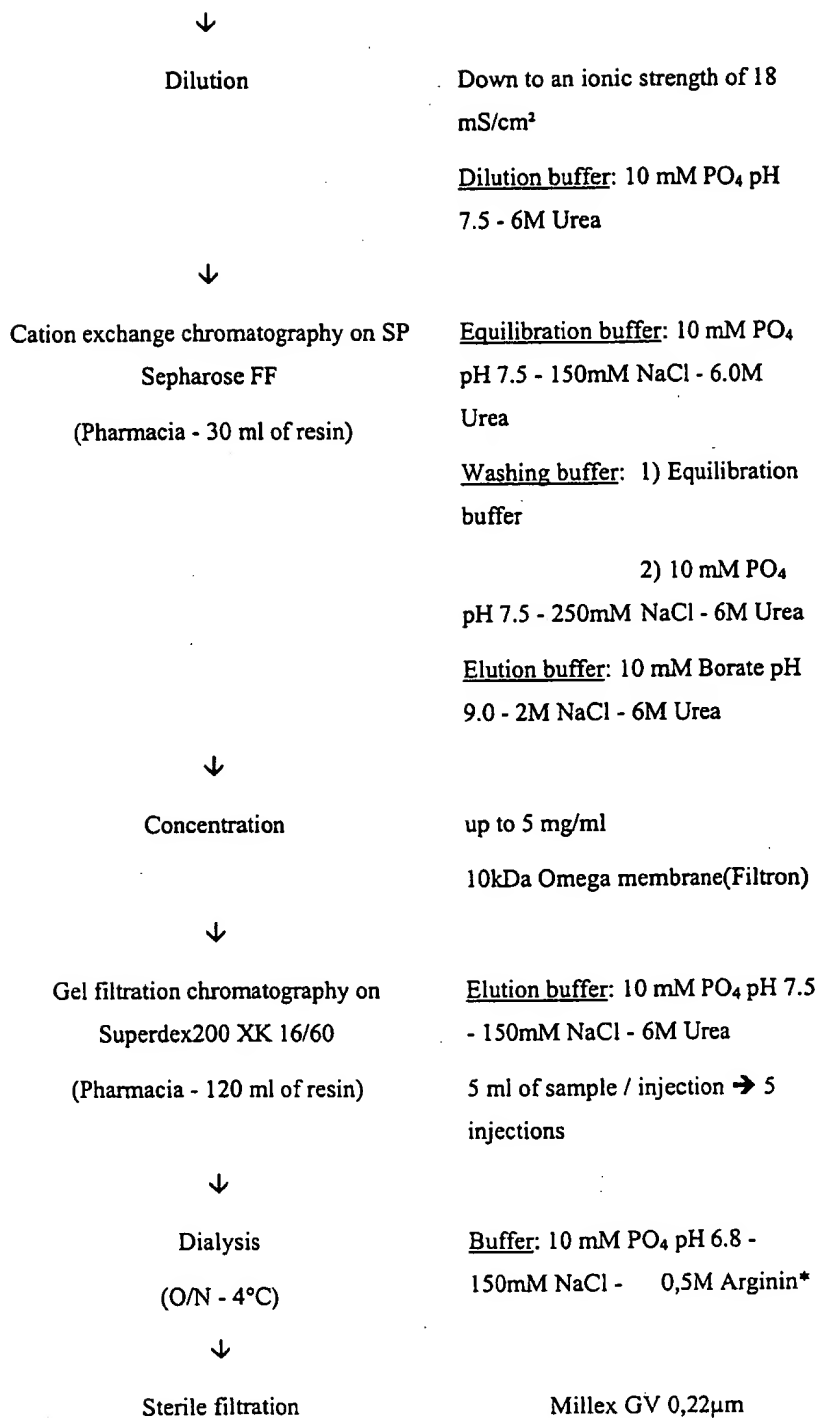 ↓
Dilution
Down to an ionic strength of 18
mS/cm²
Dilution buffer: 10 mM PO₄ pH
7.5 - 6M Urea
↓
Cation exchange chromatography on SP
Sepharose FF
(Pharmacia - 30 ml of resin)
Equilibration buffer: 10 mM PO₄
pH 7.5 - 150mM NaCl - 6.0M
Urea
Washing buffer: 1) Equilibration
buffer
2) 10 mM PO₄
pH 7.5 - 250mM NaCl - 6M Urea
Elution buffer: 10 mM Borate pH
9.0 - 2M NaCl - 6M Urea
↓
Concentration
up to 5 mg/ml
10kDa Omega membrane(Filtron)
↓
Gel filtration chromatography on
Superdex200 XK 16/60
(Pharmacia - 120 ml of resin)
Elution buffer: 10 mM PO₄ pH 7.5
- 150mM NaCl - 6M Urea
5 ml of sample / injection ➔ 5
injections
↓
Dialysis
(O/N - 4°C)
Buffer: 10 mM PO₄ pH 6.8 -
150mM NaCl - 0,5M Arginin*
↓
Sterile filtration
Millex GV 0,22µm